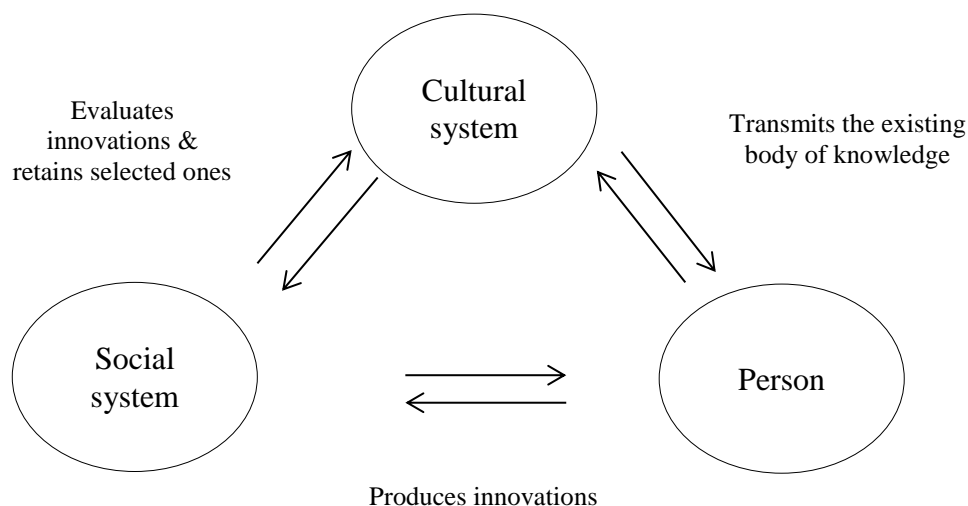 Cultural
system
Evaluates
innovations &
retains selected ones
Transmits the existing
body of knowledge
Social
system
Person
Produces innovations